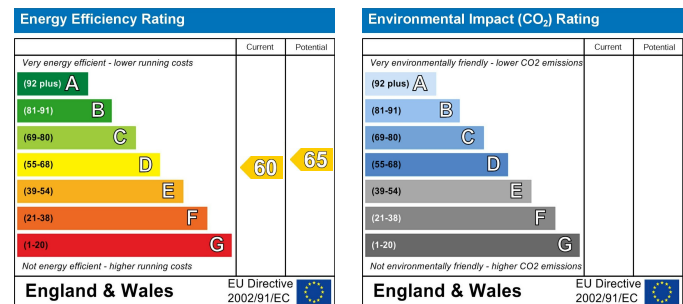 Energy Efficiency Rating
Current Potential
Very energy efficient - lower running costs
(92 plus) A
(81-91) B
(69-80) C
(55-68) D
(39-54) E
(21-38) F
(1-20) G
60
65
Not energy efficient - higher running costs
England & Wales
EU Directive
2002/91/EC
Environmental Impact (CO₂) Rating
Current Potential
Very environmentally friendly - lower CO2 emissions
(92 plus) A
(81-91) B
(69-80) C
(55-68) D
(39-54) E
(21-38) F
(1-20) G
Not environmentally friendly - higher CO2 emissions
England & Wales
EU Directive
2002/91/EC